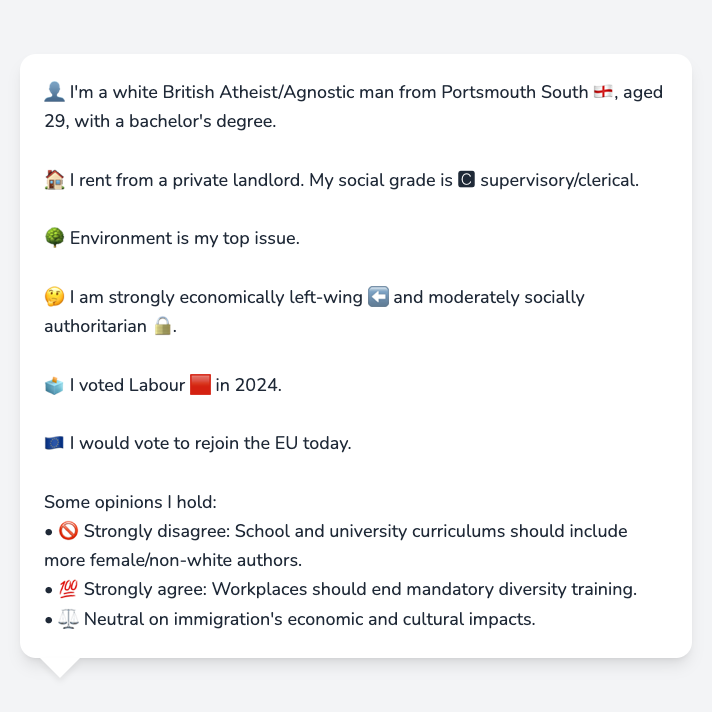 👤 I'm a white British Atheist/Agnostic man from Portsmouth South 🏴󠁧󠁢󠁥󠁮󠁧󠁿, aged
29, with a bachelor's degree.
🏠 I rent from a private landlord. My social grade is C supervisory/clerical.
🌳 Environment is my top issue.
🤔 I am strongly economically left-wing ⬅️ and moderately socially
authoritarian 🔒.
🗳️ I voted Labour 🟥 in 2024.
🇪🇺 I would vote to rejoin the EU today.
Some opinions I hold:
• 🚫 Strongly disagree: School and university curriculums should include
more female/non-white authors.
• 💯 Strongly agree: Workplaces should end mandatory diversity training.
• ⚖️ Neutral on immigration's economic and cultural impacts.